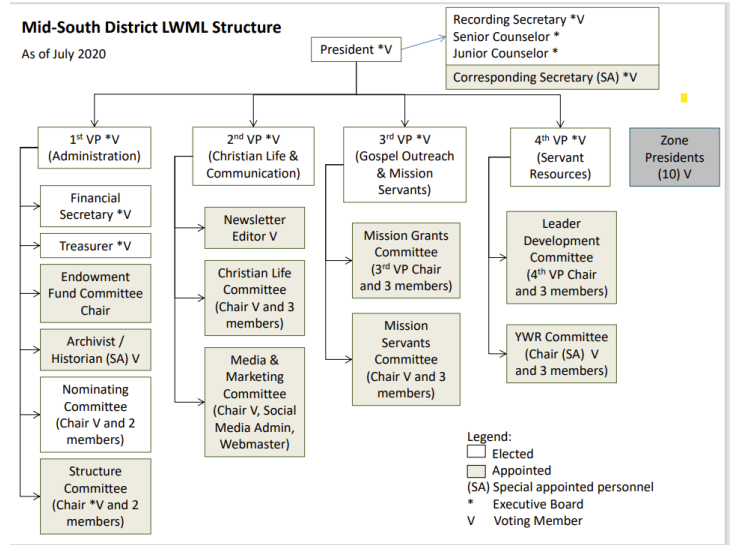 Mid-South District LWML Structure
As of July 2020
President *V
Recording Secretary *V
Senior Counselor *
Junior Counselor *
Corresponding Secretary (SA) *V
1st VP *V
(Administration)
Financial
Secretary *V
Treasurer *V
Endowment
Fund Committee
Chair
Archivist /
Historian (SA) V
Nominating
Committee
(Chair V and 2
members)
Structure
Committee
(Chair *V and 2
members)
2nd VP *V
(Christian Life &
Communication)
Newsletter
Editor V
Christian Life
Committee
(Chair V and 3
members)
Media &
Marketing
Committee
(Chair V, Social
Media Admin,
Webmaster)
3rd VP *V
(Gospel Outreach
& Mission
Servants)
Mission Grants
Committee
(3rd VP Chair
and 3 members)
Mission
Servants
Committee
(Chair V and 3
members)
4th VP *V
(Servant
Resources)
Leader
Development
Committee
(4th VP Chair
and 3 members)
YWR Committee
(Chair (SA) V
and 3 members)
Zone
Presidents
(10) V
Legend:
Elected
Appointed
(SA) Special appointed personnel
* Executive Board
V Voting Member